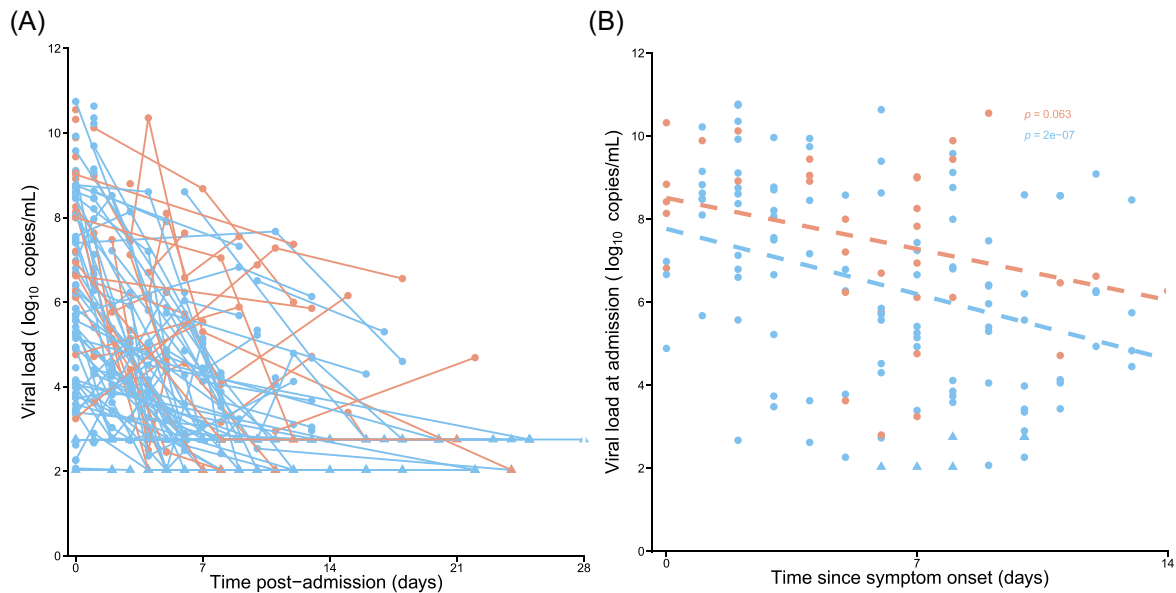 (A)
(B)
Viral load ( log10 copies/mL)
12
10
8
6
4
2
0
0 7 14 21 28
Time post−admission (days)
Viral load at admission ( log10 copies/mL)
12
10
8
6
4
2
0
p = 0.063
p = 2e−07
0 7 14
Time since symptom onset (days)